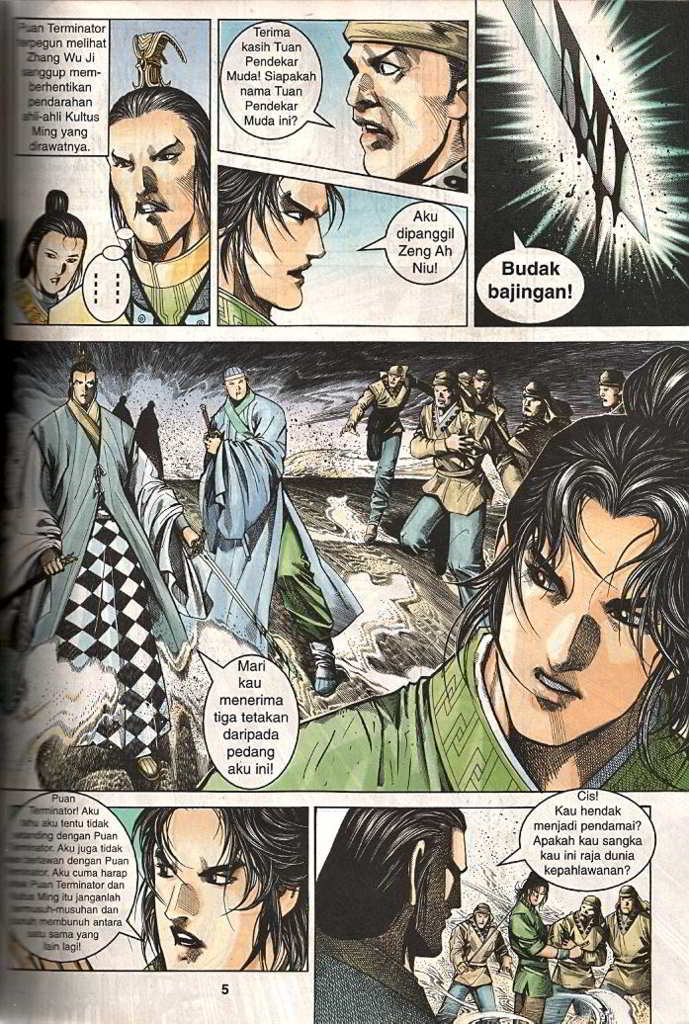 Puan Terminator
melihat
Zhang Wu Ji
sanggup mem-
berhentikan
pendarahan
ahli-ahli Kultus
Ming yang
dirawatnya.
Terima
kasih Tuan
Pendekar
Muda! Siapakah
nama Tuan
Pendekar
Muda ini?
Aku
dipanggil
Zeng Ah
Niu!
Budak
bajingan!
Mari
kau
menerima
tiga tetakan
daripada
pedang
aku ini!
Puan
Terminator! Aku
tahu aku tentu tidak
dengan Puan
Terminator. Aku juga tidak
berlawan dengan Puan
Terminator. Aku cuma harap
Puan Terminator dan
Kultus Ming itu janganlah
bermusuh-musuhan dan
membunuh antara
satu sama yang
lain lagi!
Cis!
Kau hendak
menjadi pendamai?
Apakah kau sangka
kau ini raja dunia
kepahlawanan?
5